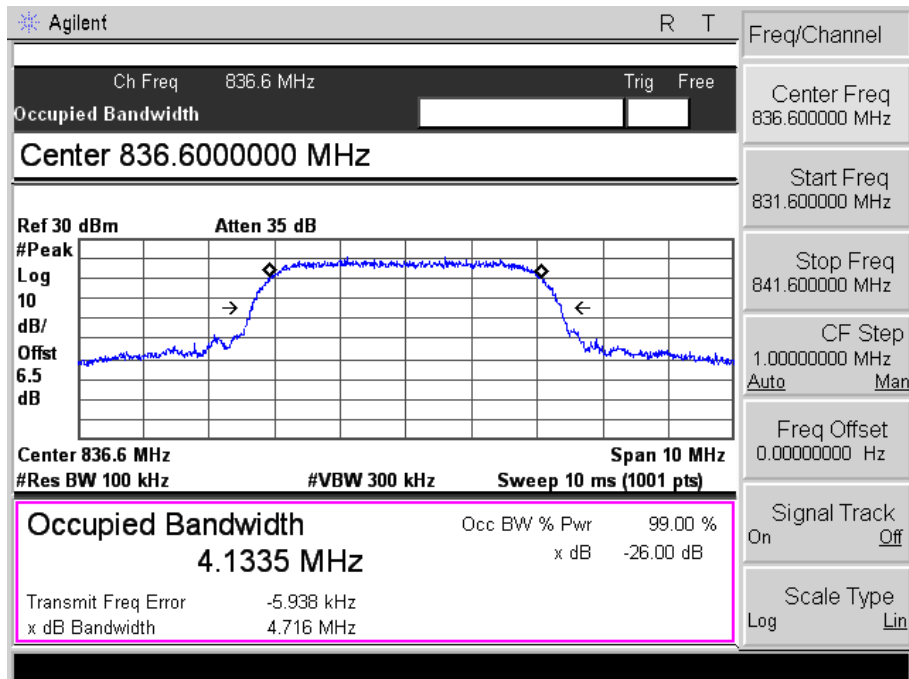 Agilent R T
Ch Freq 836.6 MHz Trig Free
Occupied Bandwidth
Center 836.6000000 MHz
Ref 30 dBm Atten 35 dB
#Peak
Log
10
dB/
Offst
6.5
dB
Center 836.6 MHz Span 10 MHz
#Res BW 100 kHz #VBW 300 kHz Sweep 10 ms (1001 pts)
Occupied Bandwidth
4.1335 MHz
Occ BW % Pwr 99.00 %
x dB -26.00 dB
Transmit Freq Error -5.938 kHz
x dB Bandwidth 4.716 MHz
Freq/Channel
Center Freq
836.600000 MHz
Start Freq
831.600000 MHz
Stop Freq
841.600000 MHz
CF Step
1.00000000 MHz
Auto Man
Freq Offset
0.00000000 Hz
Signal Track
On Off
Scale Type
Log Lin